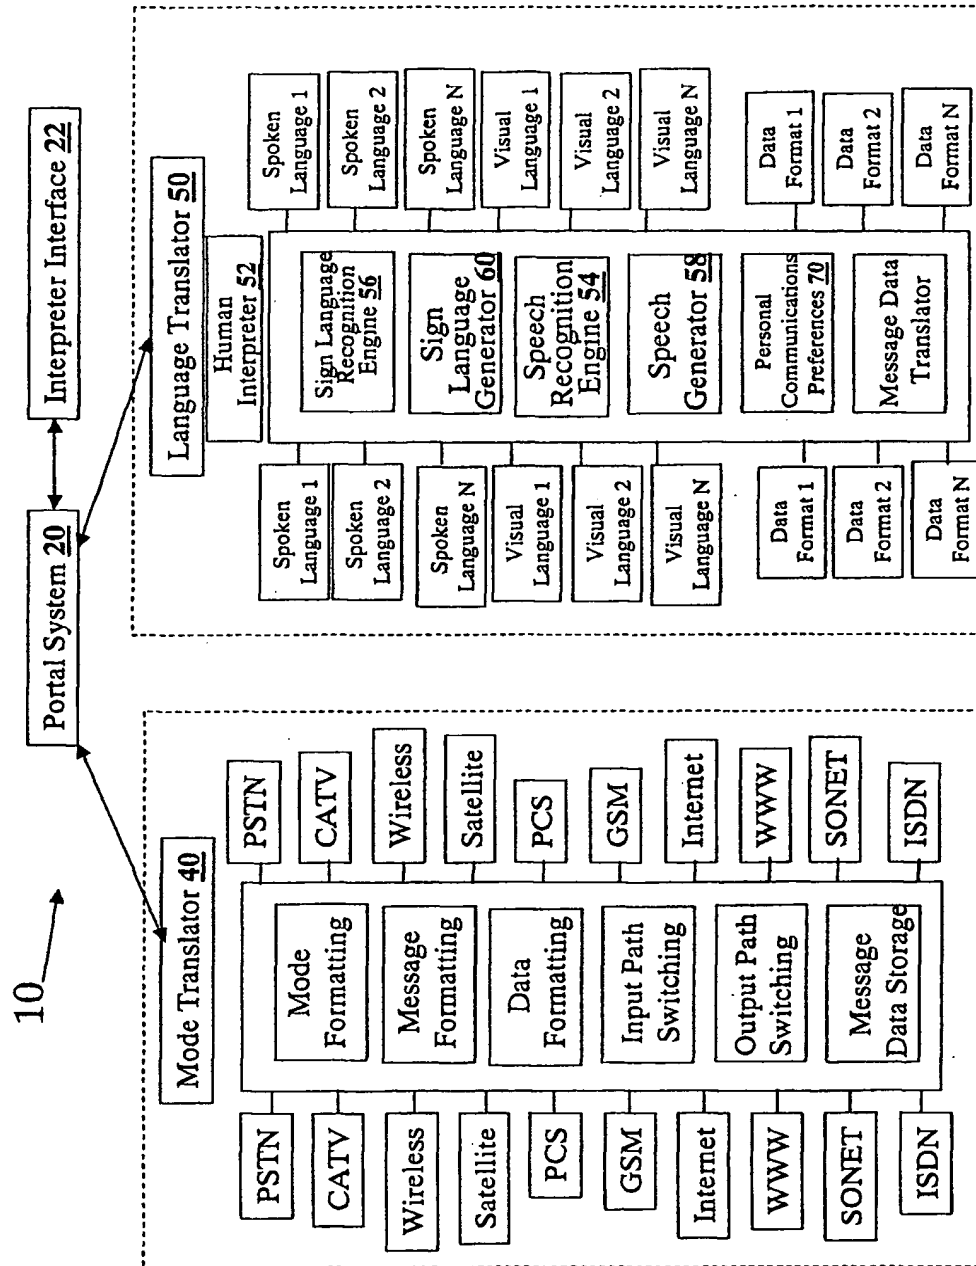 10
Portal System 20
Interpreter Interface 22
Mode Translator 40
PSTN
CATV
Wireless
Satellite
PCS
GSM
Internet
WWW
SONET
ISDN
Mode
Formatting
Message
Formatting
Data
Formatting
Input Path
Switching
Output Path
Switching
Message
Data Storage
PSTN
CATV
Wireless
Satellite
PCS
GSM
Internet
WWW
SONET
ISDN
Language Translator 50
Human
Interpreter 52
Spoken
Language 1
Spoken
Language 2
Spoken
Language N
Visual
Language 1
Visual
Language 2
Visual
Language N
Data
Format 1
Data
Format 2
Data
Format N
Sign Language
Recognition
Engine 56
Sign
Language
Generator 60
Speech
Recognition
Engine 54
Speech
Generator 58
Personal
Communications
Preferences 70
Message Data
Translator
Spoken
Language 1
Spoken
Language 2
Spoken
Language N
Visual
Language 1
Visual
Language 2
Visual
Language N
Data
Format 1
Data
Format 2
Data
Format N